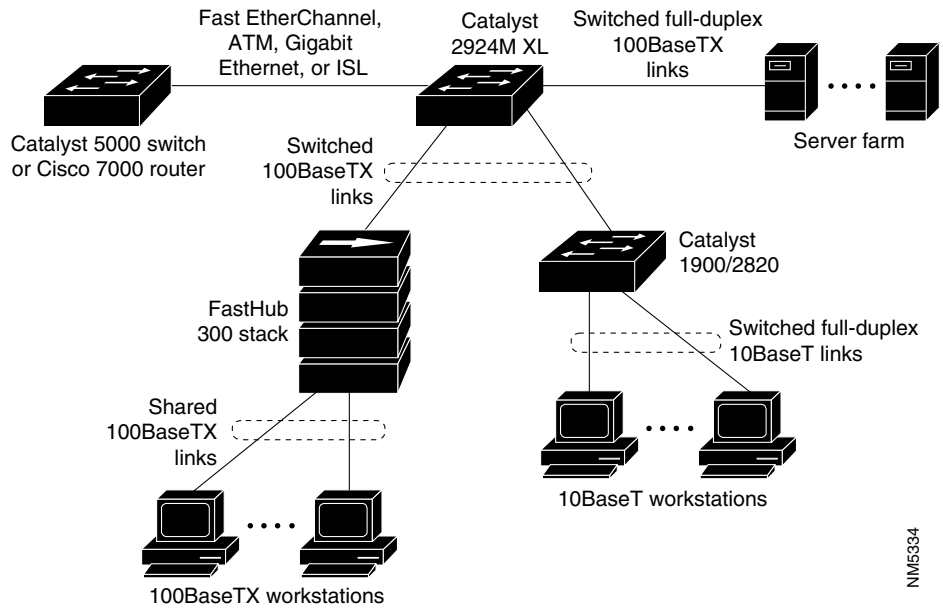 Fast EtherChannel,
ATM, Gigabit
Ethernet, or ISL
Catalyst
2924M XL
Switched full-duplex
100BaseTX
links
Catalyst 5000 switch
or Cisco 7000 router
Server farm
Switched
100BaseTX
links
Catalyst
1900/2820
FastHub
300 stack
Switched full-duplex
10BaseT links
Shared
100BaseTX
links
10BaseT workstations
100BaseTX workstations
NM5334